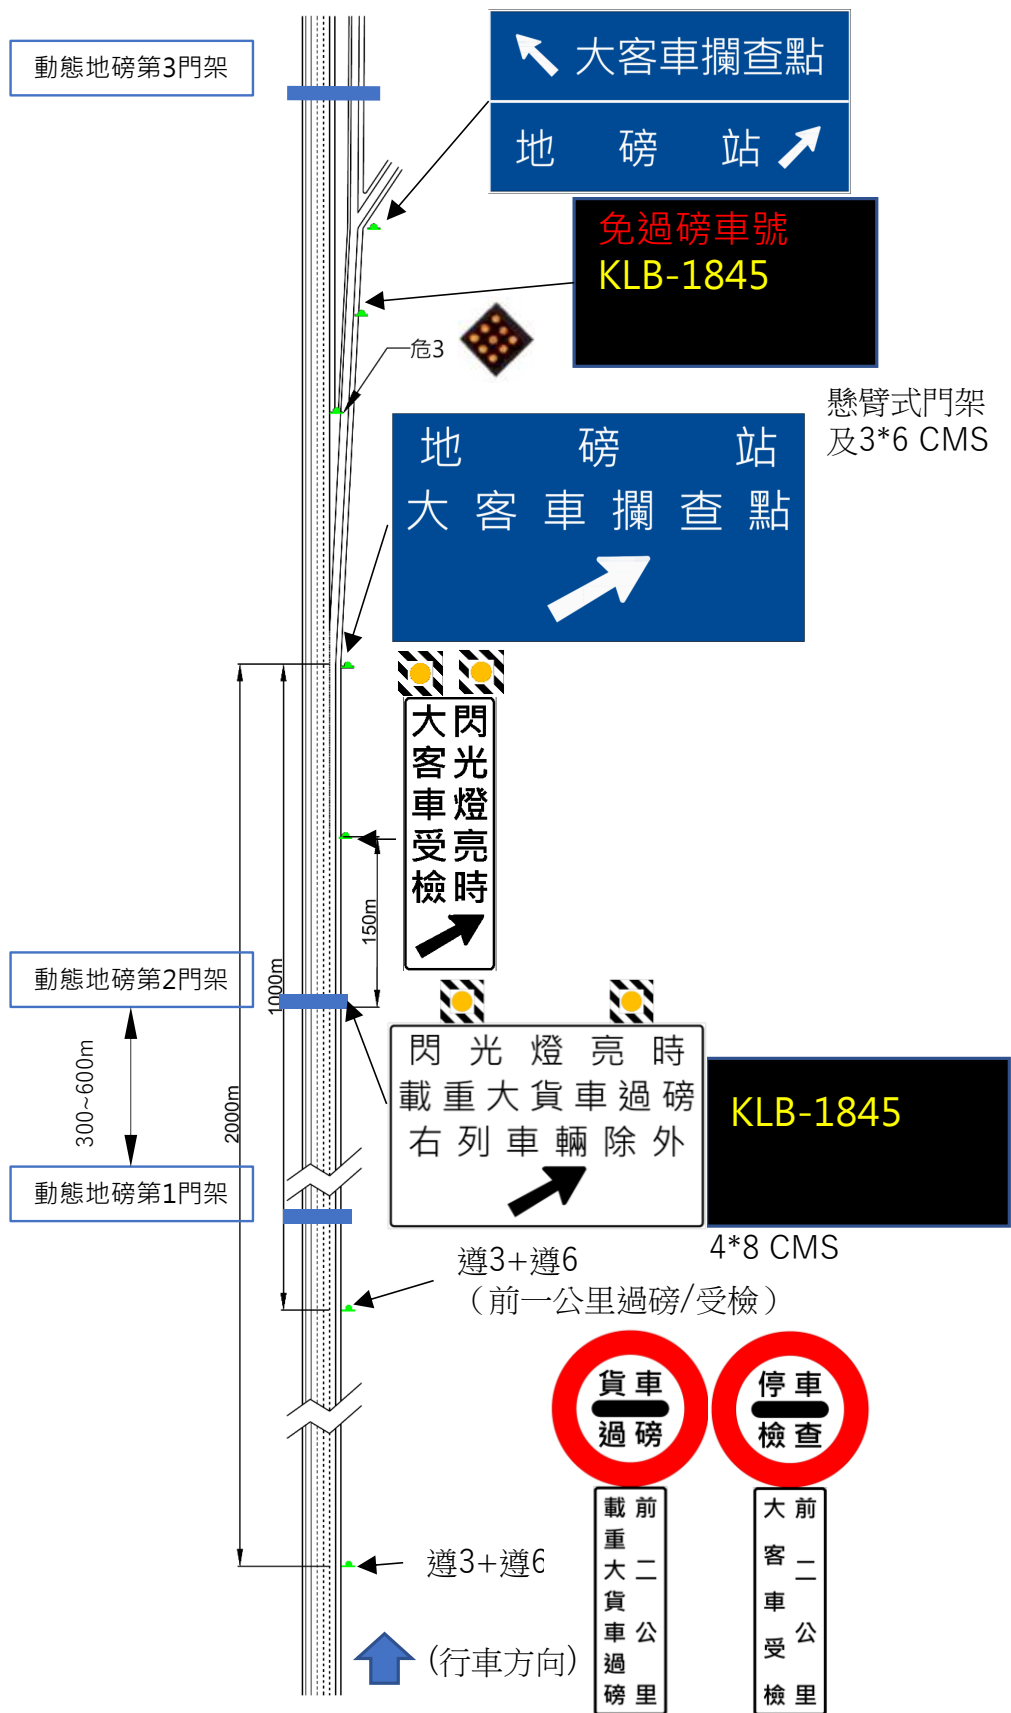 動態地磅第3門架
大客車攔查點
地磅站
免過磅車號
KLB-1845
危3
懸臂式門架
及3*6 CMS
地磅站
大客車攔查點
閃光燈亮時
大客車受檢
150m
動態地磅第2門架
1000m
300~600m
2000m
閃光燈亮時
載重大貨車過磅
右列車輛除外
KLB-1845
4*8 CMS
動態地磅第1門架
遵3+遵6
（前一公里過磅/受檢）
貨車
過磅
停車
檢查
前二公里
載重大貨車過磅
前二公里
大客車受檢
遵3+遵6
(行車方向)